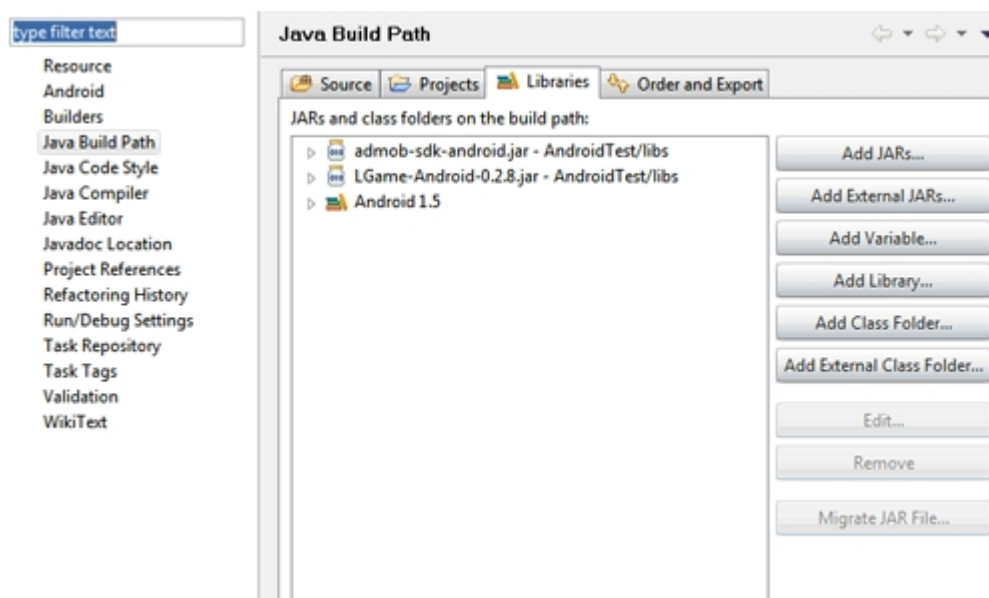 type filter text
Resource
Android
Builders
Java Build Path
Java Code Style
Java Compiler
Java Editor
Javadoc Location
Project References
Refactoring History
Run/Debug Settings
Task Repository
Task Tags
Validation
WikiText
Java Build Path
Source Projects Libraries Order and Export
JARs and class folders on the build path:
admob-sdk-android.jar - AndroidTest/libs
LGame-Android-0.2.8.jar - AndroidTest/libs
Android 1.5
Add JARs...
Add External JARs...
Add Variable...
Add Library...
Add Class Folder...
Add External Class Folder...
Edit...
Remove
Migrate JAR File...